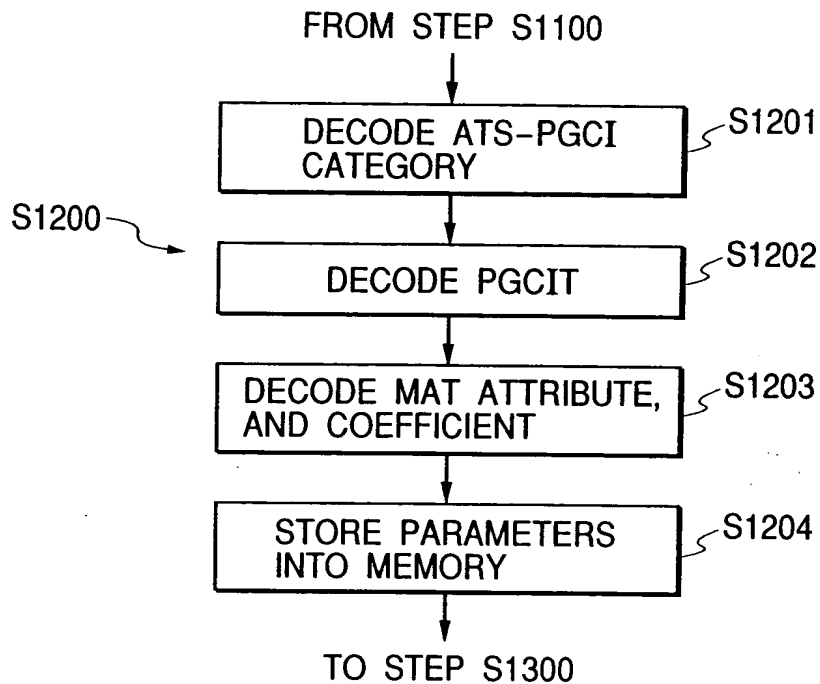 FROM STEP S1100
DECODE ATS-PGCI
CATEGORY
S1201
S1200
DECODE PGCIT
S1202
DECODE MAT ATTRIBUTE,
AND COEFFICIENT
S1203
STORE PARAMETERS
INTO MEMORY
S1204
TO STEP S1300